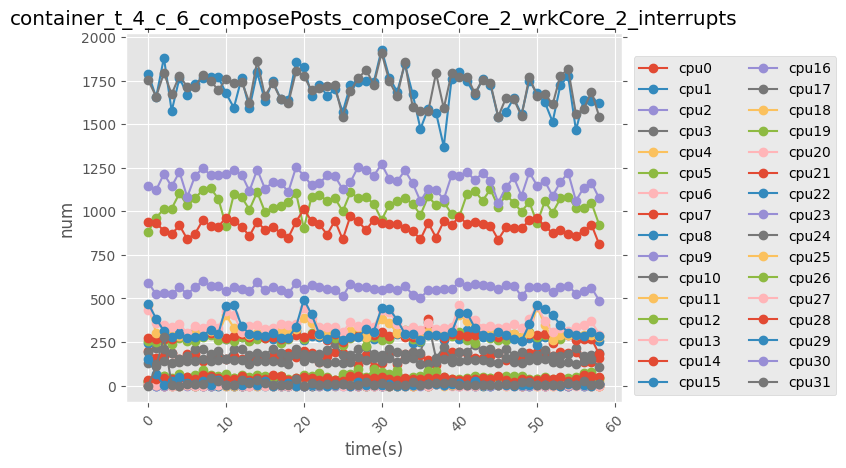 container_t_4_c_6_composePosts_composeCore_2_wrkCore_2_interrupts
2000
1750
1500
1250
1000
750
500
250
0
num
0
10
20
30
40
50
60
time(s)
cpu0
cpu1
cpu2
cpu3
cpu4
cpu5
cpu6
cpu7
cpu8
cpu9
cpu10
cpu11
cpu12
cpu13
cpu14
cpu15
cpu16
cpu17
cpu18
cpu19
cpu20
cpu21
cpu22
cpu23
cpu24
cpu25
cpu26
cpu27
cpu28
cpu29
cpu30
cpu31